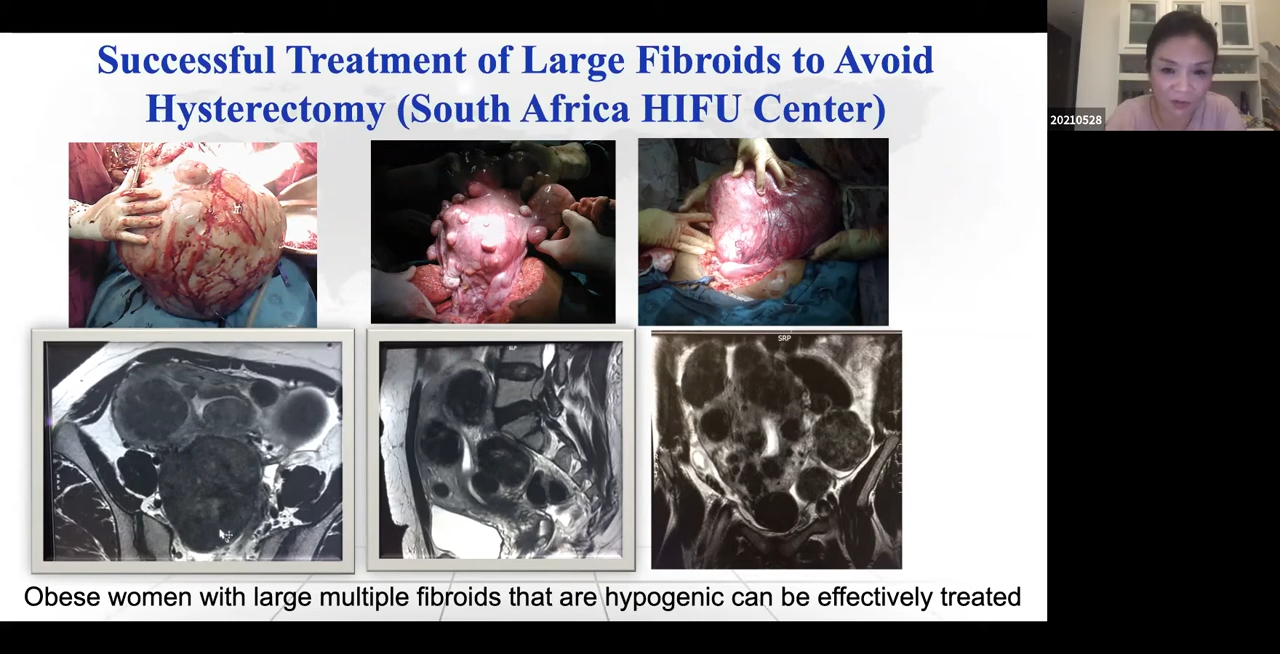 Successful Treatment of Large Fibroids to Avoid
Hysterectomy (South Africa HIFU Center)
20210528
SRP
Obese women with large multiple fibroids that are hypogenic can be effectively treated